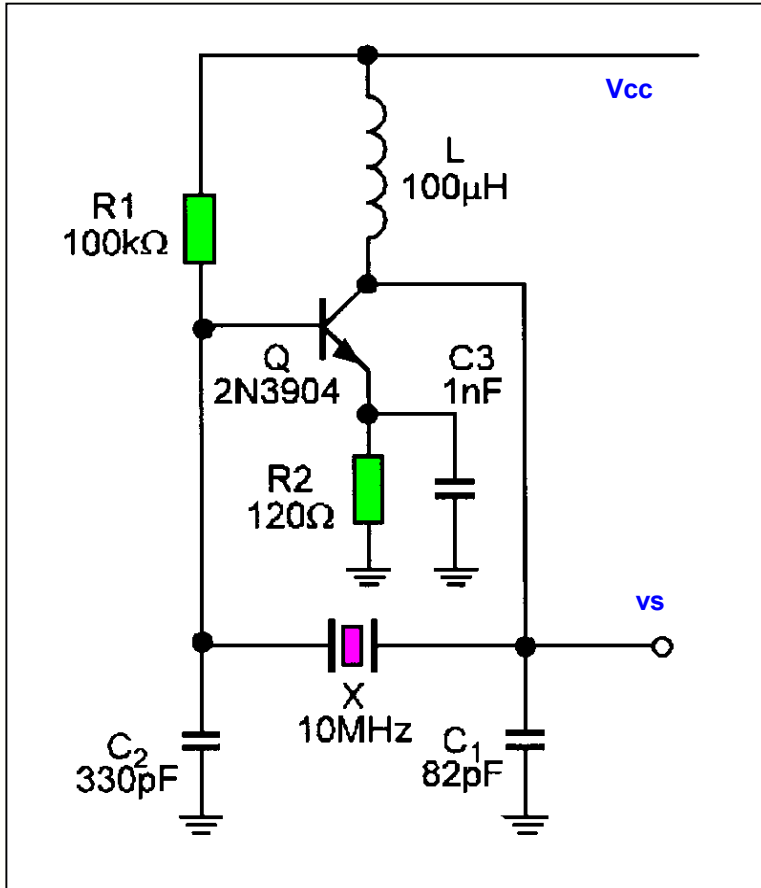 Vcc
L
100µH
R1
100kΩ
Q
2N3904
C3
1nF
R2
120Ω
vs
X
10MHz
C2
330pF
C1
82pF